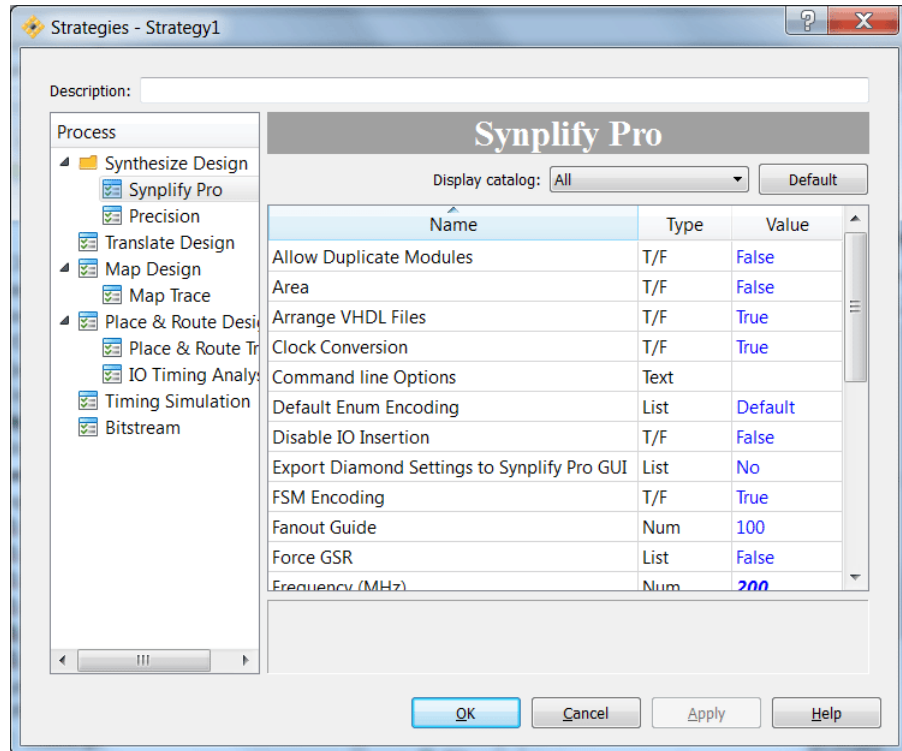 Strategies - Strategy1
Description:
Process
Synthesize Design
Synplify Pro
Precision
Translate Design
Map Design
Map Trace
Place & Route Desi
Place & Route Tr
IO Timing Analys
Timing Simulation
Bitstream
Synplify Pro
Display catalog: All Default
Name Type Value
Allow Duplicate Modules T/F False
Area T/F False
Arrange VHDL Files T/F True
Clock Conversion T/F True
Command line Options Text
Default Enum Encoding List Default
Disable IO Insertion T/F False
Export Diamond Settings to Synplify Pro GUI List No
FSM Encoding T/F True
Fanout Guide Num 100
Force GSR List False
Frequency (MHz) Num 200
OK Cancel Apply Help